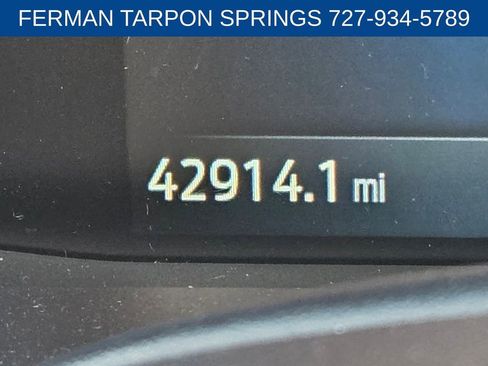 FERMAN TARPON SPRINGS 727-934-5789
42914.1 mi